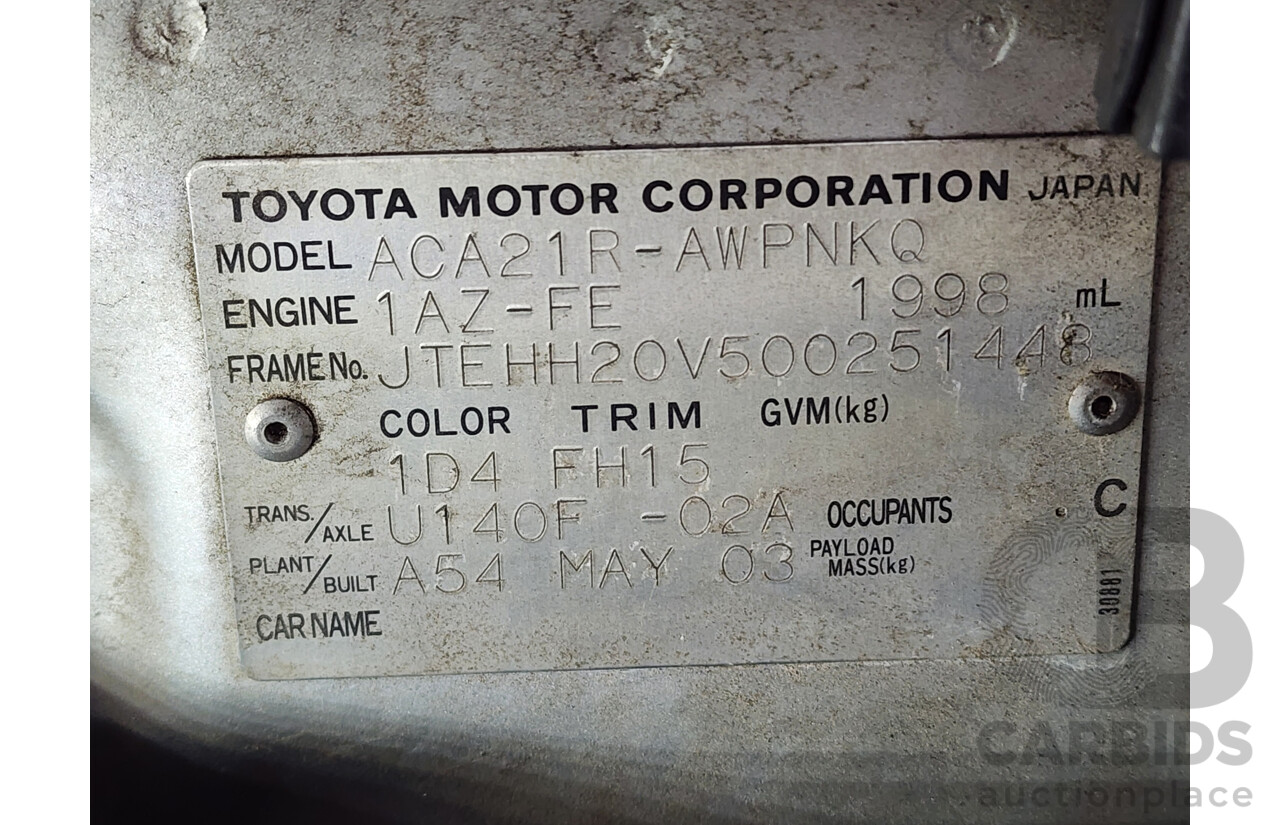 TOYOTA MOTOR CORPORATION JAPAN
MODEL ACA21R-AWPNKQ
ENGINE 1AZ-FE 1998 mL
FRAME No. JTEHH20V500251448
COLOR TRIM GVM(kg)
1D4 FH15
TRANS./AXLE U140F -02A OCCUPANTS C
PLANT/BUILT A54 MAY 03 PAYLOAD MASS(kg)
30881
CAR NAME
CARBIDS
auctionplace